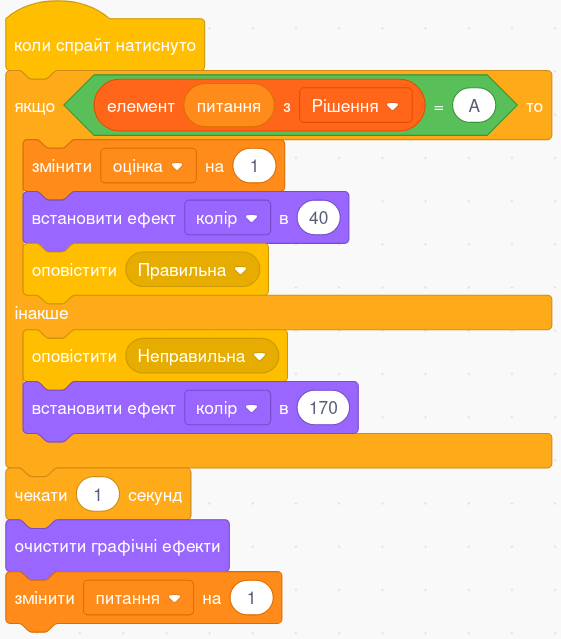 коли спрайт натиснуто
якщо елемент питання з Рішення = A то
змінити оцінка на 1
встановити ефект колір в 40
оповістити Правильна
інакше
оповістити Неправильна
встановити ефект колір в 170
чекати 1 секунд
очистити графічні ефекти
змінити питання на 1